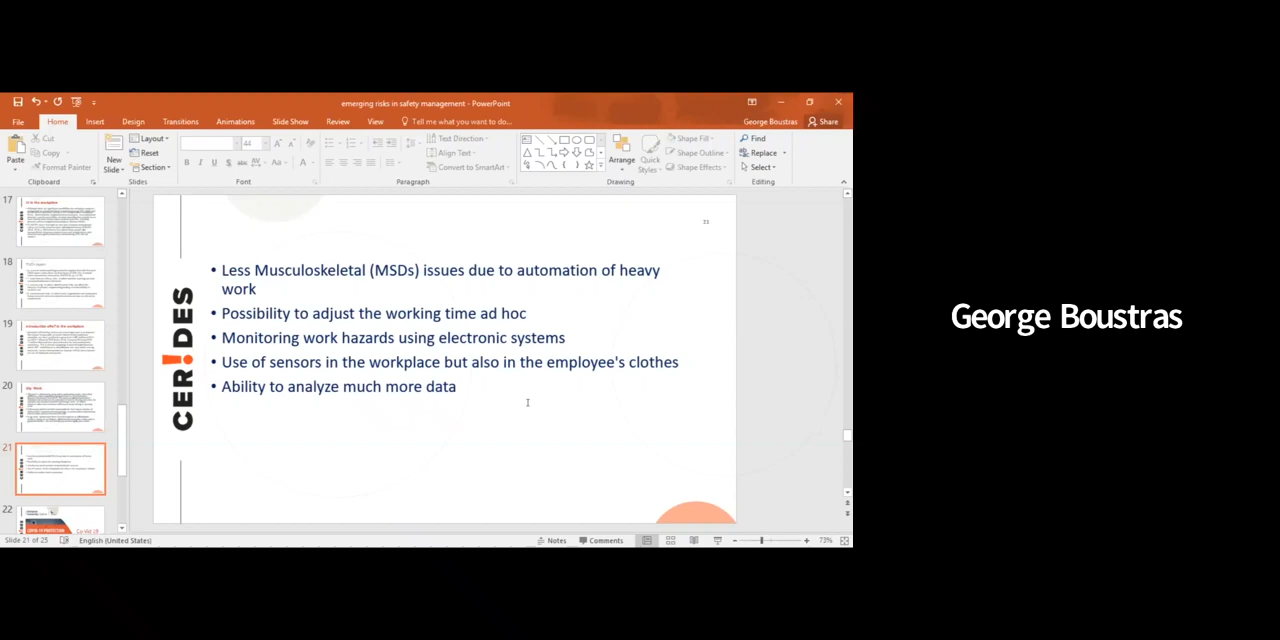 emerging risks in safety management - PowerPoint
File
Home
Insert
Design
Transitions
Animations
Slide Show
Review
View
Tell me what you want to do...
George Boustras
Share
Paste
Cut
Copy
Format Painter
Clipboard
New
Slide
Layout
Reset
Section
Slides
44
Font
Text Direction
Align Text
Convert to SmartArt
Paragraph
Arrange
Quick
Styles
Shape Fill
Shape Outline
Shape Effects
Drawing
Find
Replace
Select
Editing
17
18
19
20
21
22
21
CER!DES
• Less Musculoskeletal (MSDs) issues due to automation of heavy
work
• Possibility to adjust the working time ad hoc
• Monitoring work hazards using electronic systems
• Use of sensors in the workplace but also in the employee's clothes
• Ability to analyze much more data
Slide 21 of 25
English (United States)
Notes
Comments
73%
George Boustras